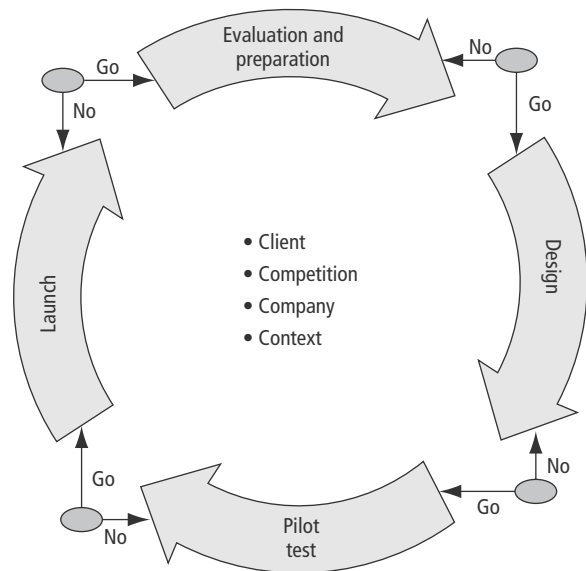 Evaluation and
preparation
No
Go
Go
No
Design
• Client
• Competition
• Company
• Context
Launch
No
Go
Go
No
Pilot
test